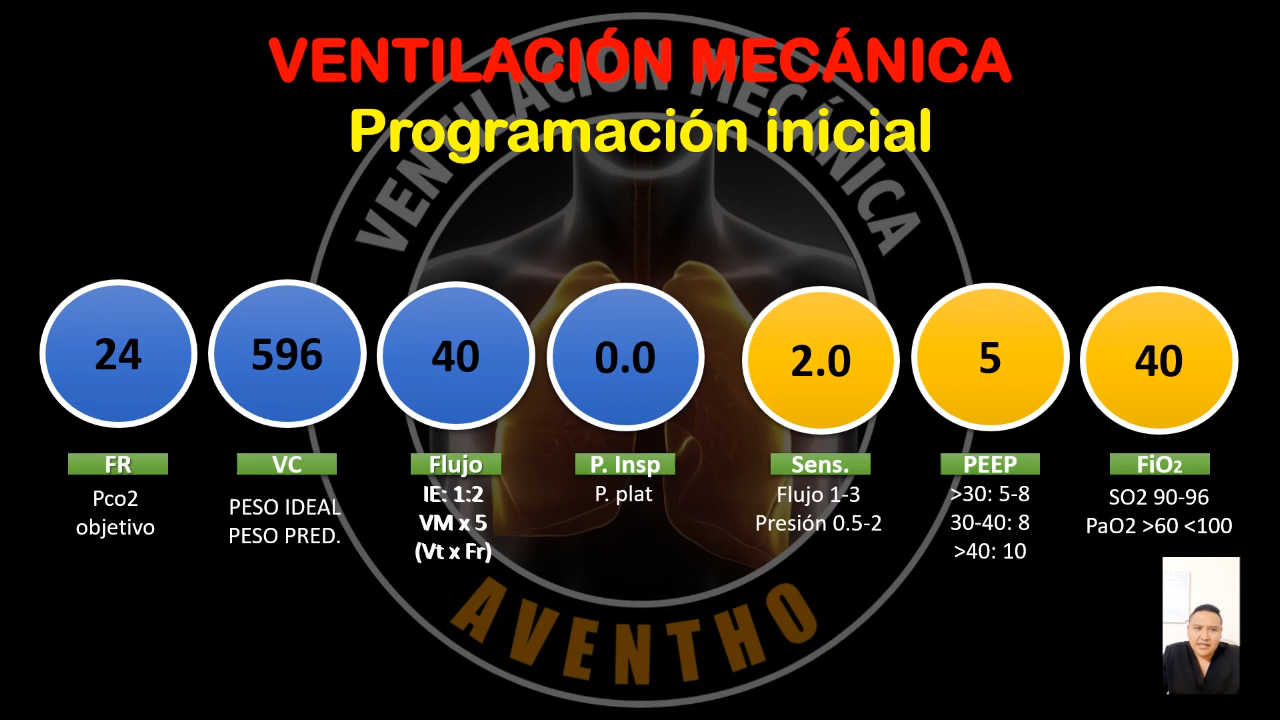 VENTILACIÓN MECÁNICA
Programación inicial
VENTILACIÓN MECÁNICA
24
596
40
0.0
2.0
5
40
FR
Pco2
objetivo
VC
PESO IDEAL
PESO PRED.
Flujo
IE: 1:2
VM x 5
(Vt x Fr)
P. Insp
P. plat
Sens.
Flujo 1-3
Presión 0.5-2
PEEP
>30: 5-8
30-40: 8
>40: 10
FiO2
SO2 90-96
PaO2 >60 <100
AVENTHO